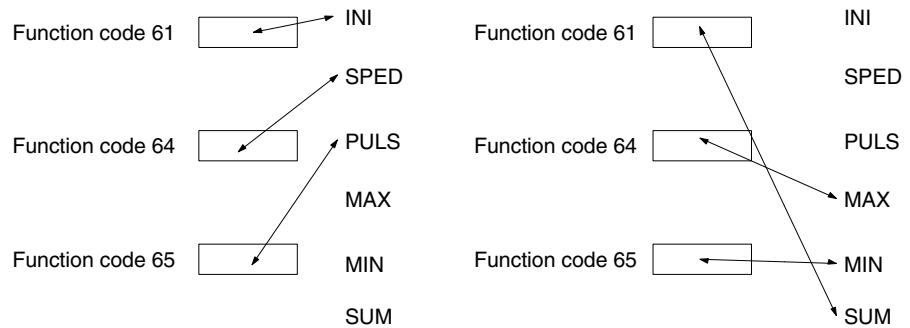 INI
Function code 61
SPED
Function code 64
PULS
MAX
Function code 65
MIN
SUM
INI
Function code 61
SPED
Function code 64
PULS
MAX
Function code 65
MIN
SUM